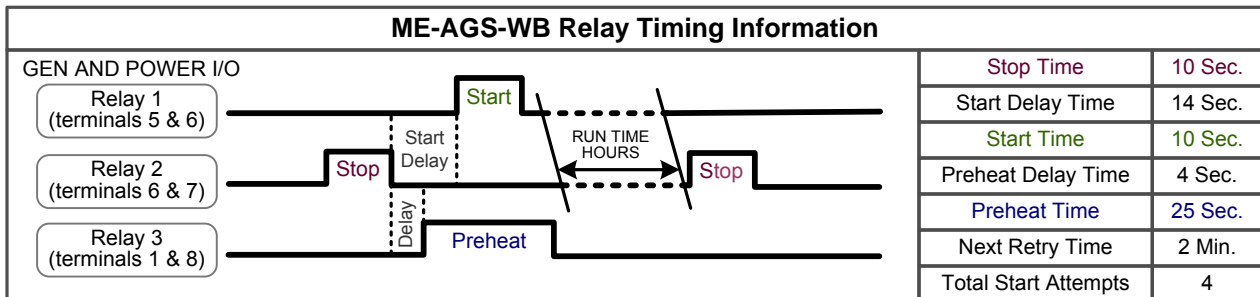 ME-AGS-WB Relay Timing Information
GEN AND POWER I/O
Relay 1
(terminals 5 & 6)
Start
Start
Delay
RUN TIME
HOURS
Relay 2
(terminals 6 & 7)
Stop
Stop
Delay
Relay 3
(terminals 1 & 8)
Preheat
Stop Time 10 Sec.
Start Delay Time 14 Sec.
Start Time 10 Sec.
Preheat Delay Time 4 Sec.
Preheat Time 25 Sec.
Next Retry Time 2 Min.
Total Start Attempts 4